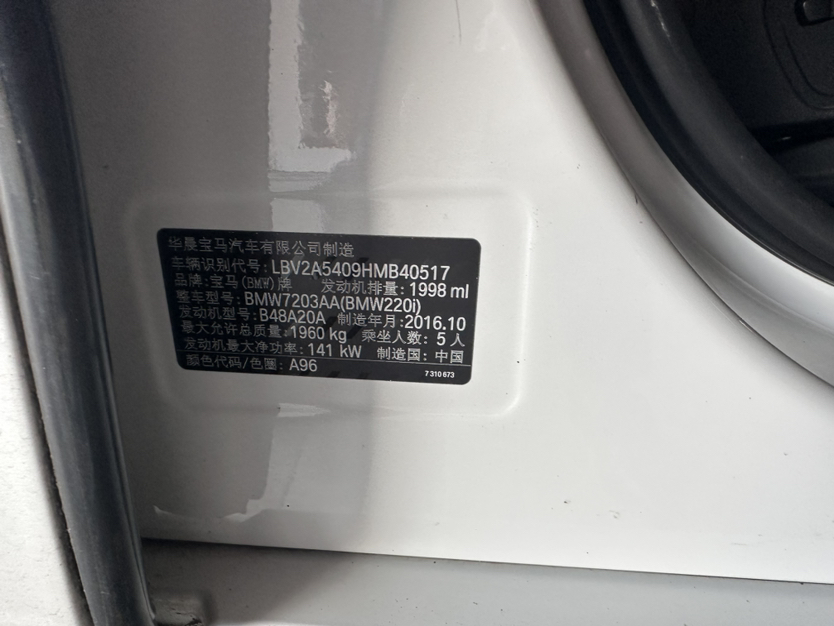 华晨宝马汽车有限公司制造
车辆识别代号: LBV2A5409HMB40517
品牌: 宝马(BMW)牌 发动机排量: 1998 ml
整车型号: BMW7203AA(BMW220i)
发动机型号: B48A20A 制造年月: 2016.10
最大允许总质量: 1960 kg 乘坐人数: 5 人
发动机最大净功率: 141 kW 制造国: 中国
颜色代码/色圈: A96
7 310 673